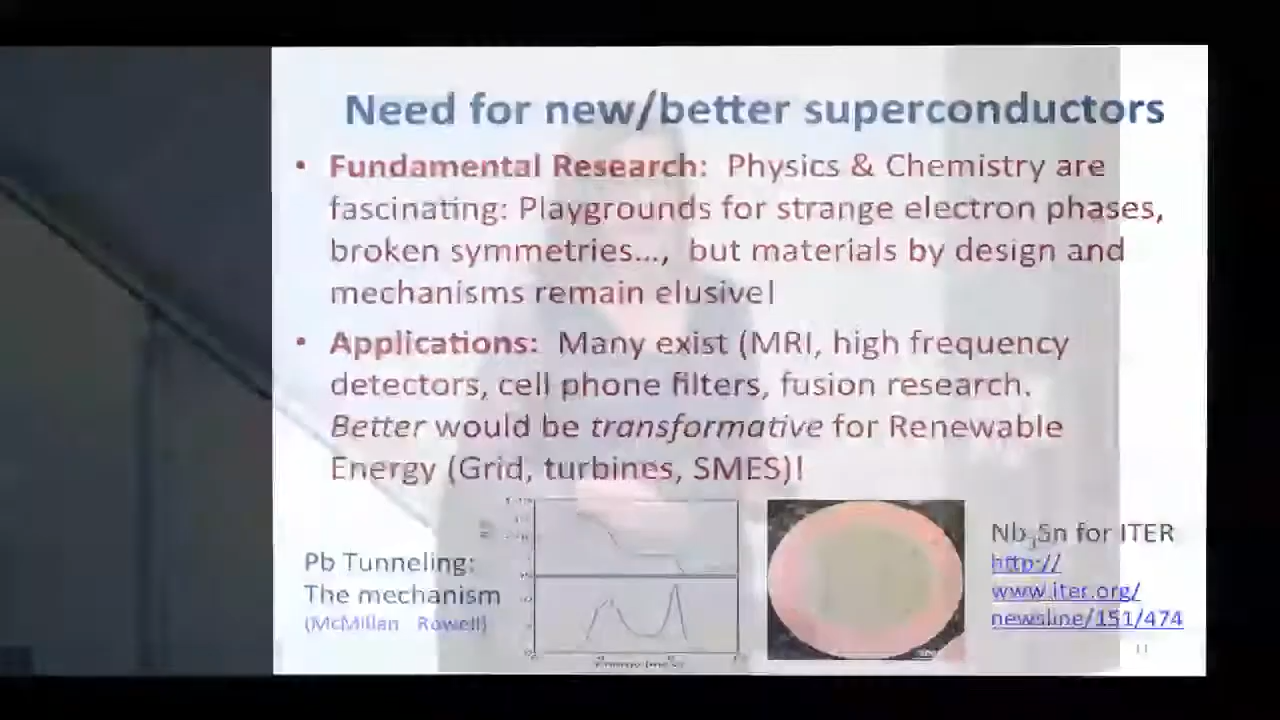 Need for new/better superconductors
• Fundamental Research: Physics & Chemistry are
fascinating: Playgrounds for strange electron phases,
broken symmetries..., but materials by design and
mechanisms remain elusive!
• Applications: Many exist (MRI, high frequency
detectors, cell phone filters, fusion research.
Better would be transformative for Renewable
Energy (Grid, turbines, SMES)!
Pb Tunneling:
The mechanism
(McMillan Rowell)
Nb3Sn for ITER
http://
www.iter.org/
newsline/151/474
11